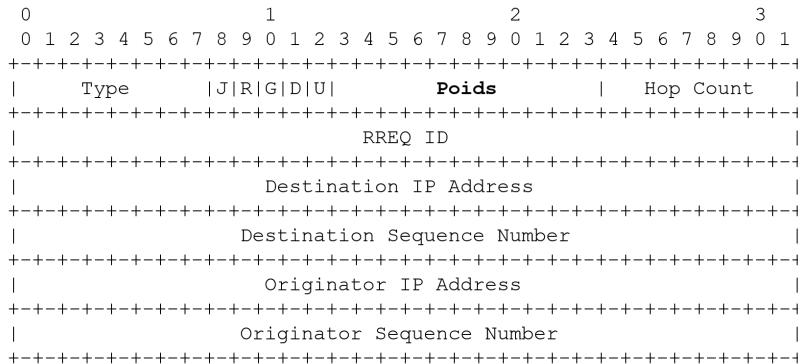 0                   1                   2                   3
0 1 2 3 4 5 6 7 8 9 0 1 2 3 4 5 6 7 8 9 0 1 2 3 4 5 6 7 8 9 0 1
+-+-+-+-+-+-+-+-+-+-+-+-+-+-+-+-+-+-+-+-+-+-+-+-+-+-+-+-+-+-+-+-+
|     Type      |J|R|G|D|U|        Poids        |   Hop Count   |
+-+-+-+-+-+-+-+-+-+-+-+-+-+-+-+-+-+-+-+-+-+-+-+-+-+-+-+-+-+-+-+-+
|                            RREQ ID                            |
+-+-+-+-+-+-+-+-+-+-+-+-+-+-+-+-+-+-+-+-+-+-+-+-+-+-+-+-+-+-+-+-+
|                    Destination IP Address                     |
+-+-+-+-+-+-+-+-+-+-+-+-+-+-+-+-+-+-+-+-+-+-+-+-+-+-+-+-+-+-+-+-+
|                  Destination Sequence Number                  |
+-+-+-+-+-+-+-+-+-+-+-+-+-+-+-+-+-+-+-+-+-+-+-+-+-+-+-+-+-+-+-+-+
|                    Originator IP Address                      |
+-+-+-+-+-+-+-+-+-+-+-+-+-+-+-+-+-+-+-+-+-+-+-+-+-+-+-+-+-+-+-+-+
|                  Originator Sequence Number                   |
+-+-+-+-+-+-+-+-+-+-+-+-+-+-+-+-+-+-+-+-+-+-+-+-+-+-+-+-+-+-+-+-+